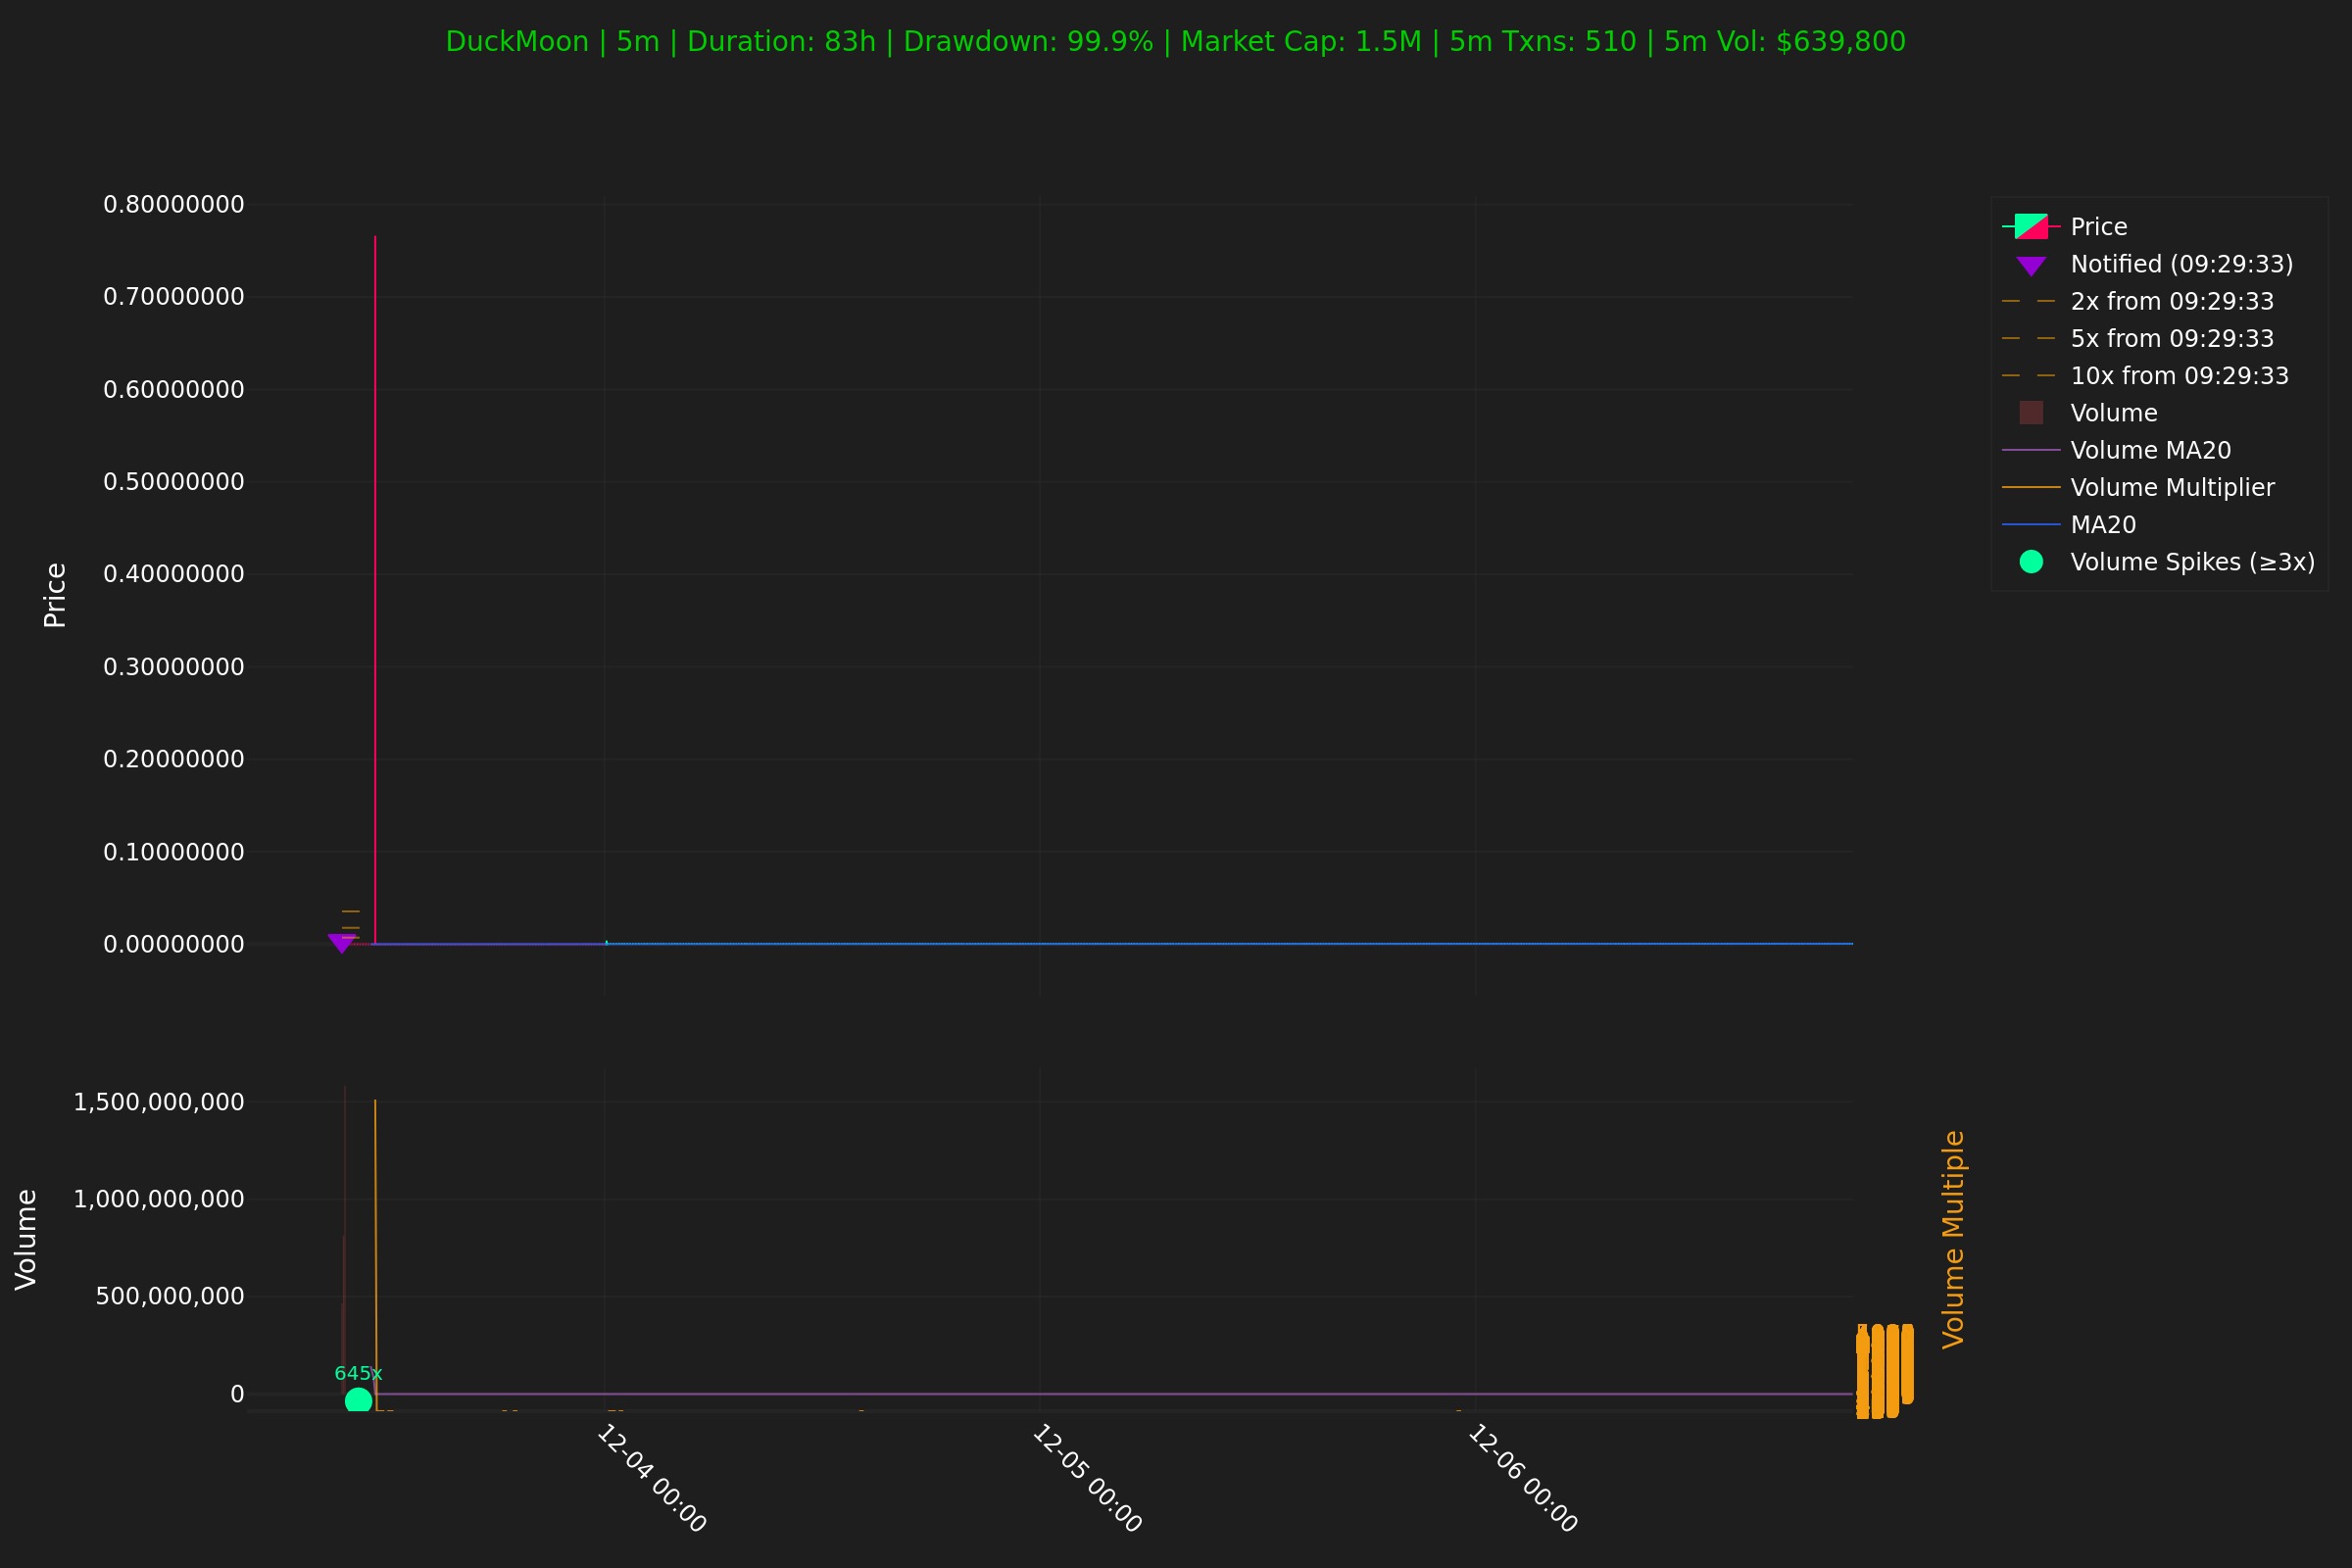 DuckMoon | 5m | Duration: 83h | Drawdown: 99.9% | Market Cap: 1.5M | 5m Txns: 510 | 5m Vol: $639,800
Price
0.80000000
0.70000000
0.60000000
0.50000000
0.40000000
0.30000000
0.20000000
0.10000000
0.00000000
Price
Notified (09:29:33)
2x from 09:29:33
5x from 09:29:33
10x from 09:29:33
Volume
Volume MA20
Volume Multiplier
MA20
Volume Spikes (≥3x)
Volume
1,500,000,000
1,000,000,000
500,000,000
0
645x
Volume Multiple
12-04 00:00
12-05 00:00
12-06 00:00